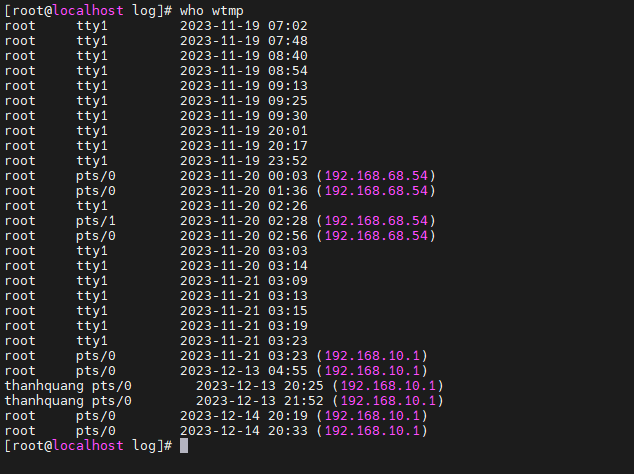 [root@localhost log]# who wtmp
root     tty1         2023-11-19 07:02
root     tty1         2023-11-19 07:48
root     tty1         2023-11-19 08:40
root     tty1         2023-11-19 08:54
root     tty1         2023-11-19 09:13
root     tty1         2023-11-19 09:25
root     tty1         2023-11-19 09:30
root     tty1         2023-11-19 20:01
root     tty1         2023-11-19 20:17
root     tty1         2023-11-19 23:52
root     pts/0        2023-11-20 00:03 (192.168.68.54)
root     pts/0        2023-11-20 01:36 (192.168.68.54)
root     tty1         2023-11-20 02:26
root     pts/1        2023-11-20 02:28 (192.168.68.54)
root     pts/0        2023-11-20 02:56 (192.168.68.54)
root     tty1         2023-11-20 03:03
root     tty1         2023-11-20 03:14
root     tty1         2023-11-21 03:09
root     tty1         2023-11-21 03:13
root     tty1         2023-11-21 03:15
root     tty1         2023-11-21 03:19
root     tty1         2023-11-21 03:23
root     pts/0        2023-11-21 03:23 (192.168.10.1)
root     pts/0        2023-12-13 04:55 (192.168.10.1)
thanhquang pts/0        2023-12-13 20:25 (192.168.10.1)
thanhquang pts/0        2023-12-13 21:52 (192.168.10.1)
root     pts/0        2023-12-14 20:19 (192.168.10.1)
root     pts/0        2023-12-14 20:33 (192.168.10.1)
[root@localhost log]#